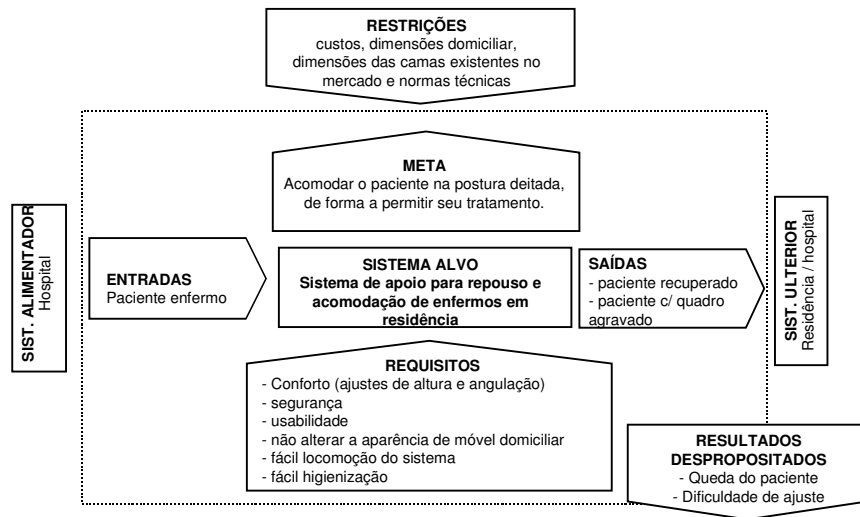 RESTRIÇÕES
custos, dimensões domiciliar,
dimensões das camas existentes no
mercado e normas técnicas
META
Acomodar o paciente na postura deitada,
de forma a permitir seu tratamento.
SIST. ALIMENTADOR
Hospital
ENTRADAS
Paciente enfermo
SISTEMA ALVO
Sistema de apoio para repouso e
acomodação de enfermos em
residência
SAÍDAS
- paciente recuperado
- paciente c/ quadro
agravado
SIST. ULTERIOR
Residência / hospital
REQUISITOS
- Conforto (ajustes de altura e angulação)
- segurança
- usabilidade
- não alterar a aparência de móvel domiciliar
- fácil locomoção do sistema
- fácil higienização
RESULTADOS
DESPROPOSITADOS
- Queda do paciente
- Dificuldade de ajuste